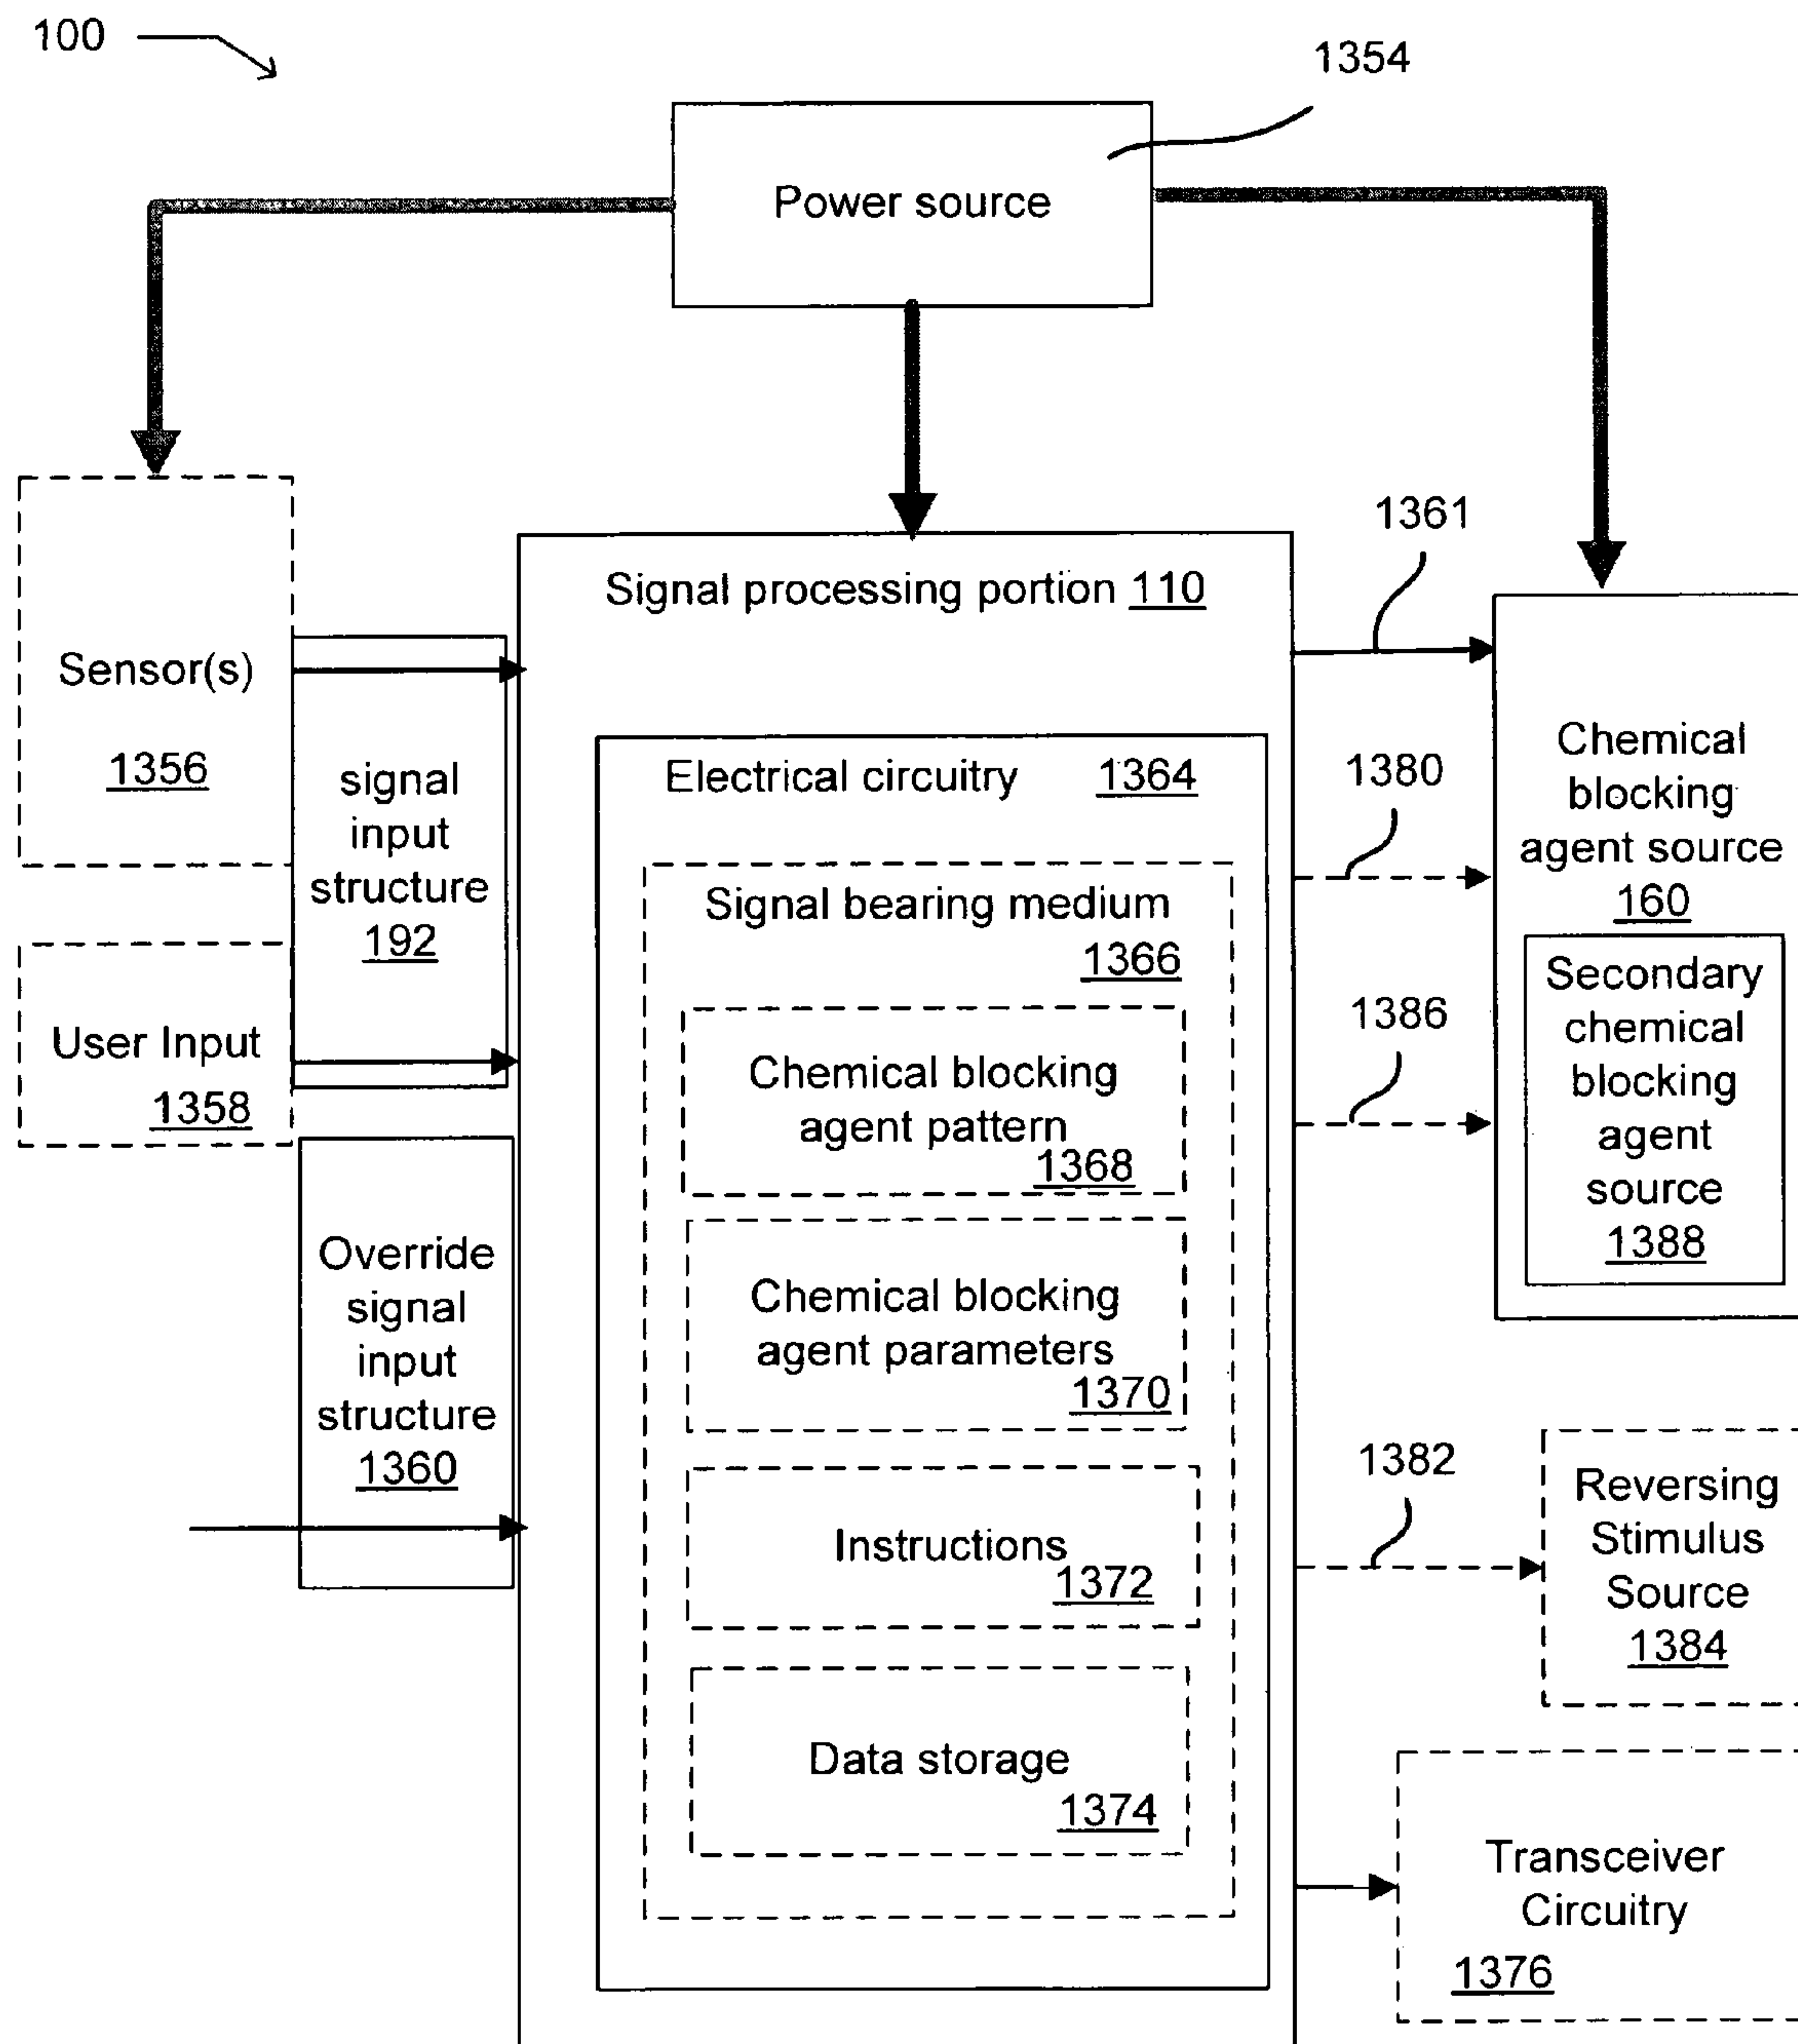 100
1354
Power source
Sensor(s)
1356
User Input
1358
signal
input
structure
192
Override
signal
input
structure
1360
Signal processing portion 110
Electrical circuitry 1364
Signal bearing medium
1366
Chemical blocking
agent pattern
1368
Chemical blocking
agent parameters
1370
Instructions
1372
Data storage
1374
1361
1380
1386
1382
Chemical
blocking
agent source
160
Secondary
chemical
blocking
agent
source
1388
Reversing
Stimulus
Source
1384
Transceiver
Circuitry
1376